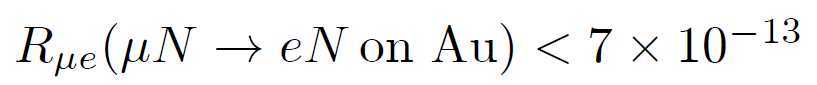 R_{μe}(μN → eN on Au) < 7 × 10^{−13}